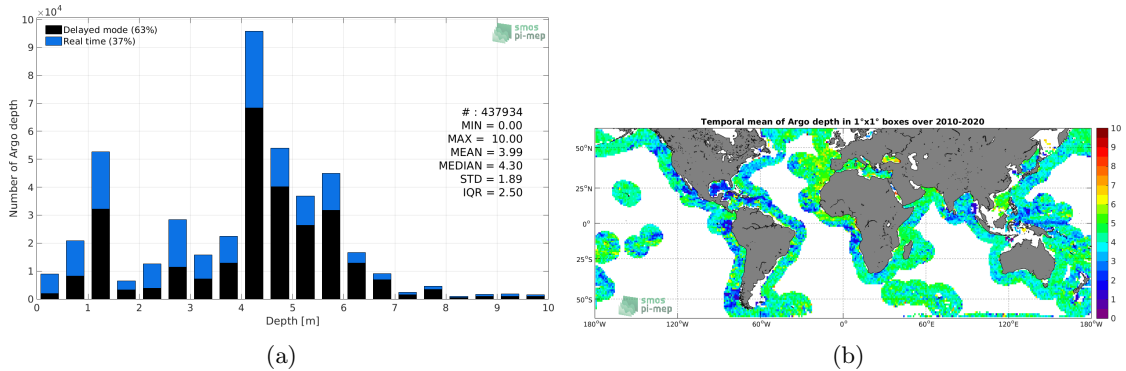 x 10^4
10
9
8
7
6
5
4
3
2
1
0
Number of Argo depth
Delayed mode (63%)
Real time (37%)
smos
pi-mep
# : 437934
MIN = 0.00
MAX = 10.00
MEAN = 3.99
MEDIAN = 4.30
STD = 1.89
IQR = 2.50
0 1 2 3 4 5 6 7 8 9 10
Depth [m]
(a)
Temporal mean of Argo depth in 1°x1° boxes over 2010-2020
50°N
25°N
0°
25°S
50°S
180°W 120°W 60°W 0° 60°E 120°E 180°W
smos
pi-mep
10
9
8
7
6
5
4
3
2
1
0
(b)